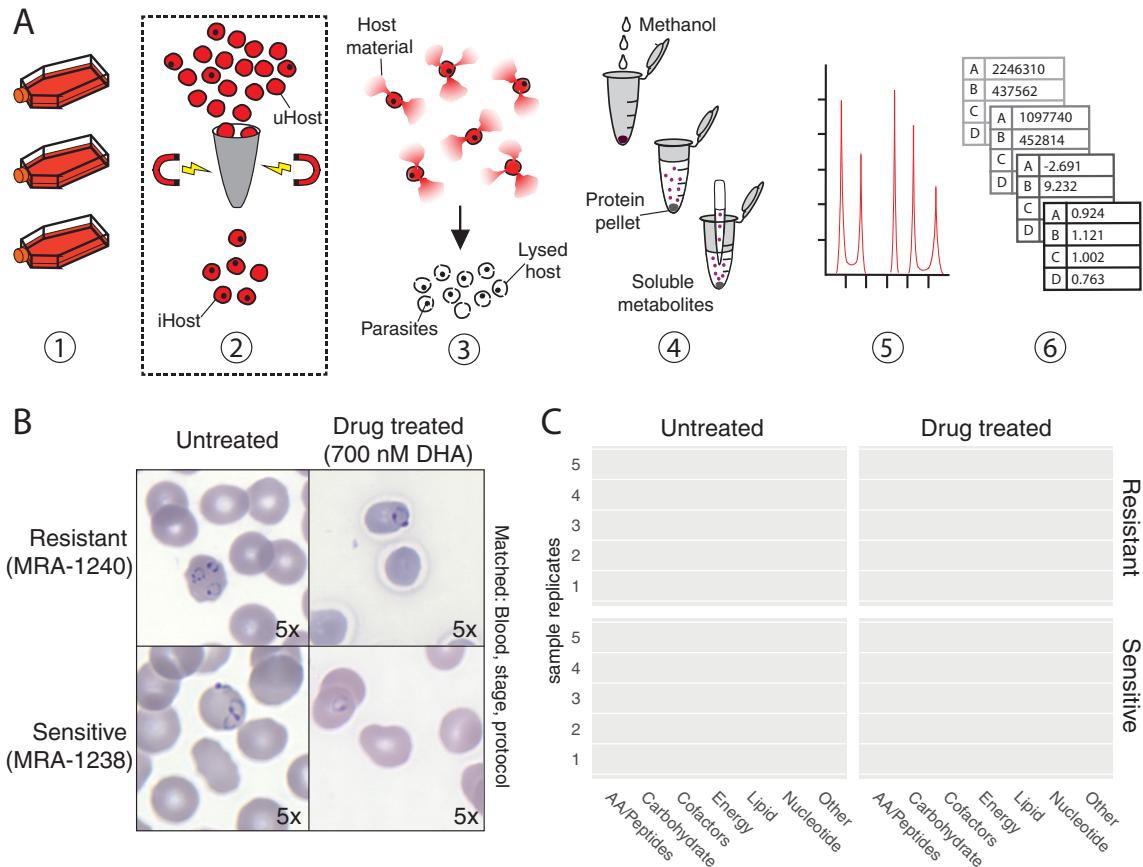 A
uHost
iHost
Host
material
Lysed
host
Parasites
Methanol
Protein
pellet
Soluble
metabolites
A 2246310
B 437562
C
D
A 1097740
B 452814
C
D
A -2.691
B 9.232
C
D
A 0.924
B 1.121
C 1.002
D 0.763
1
2
3
4
5
6
B
Untreated
Drug treated
(700 nM DHA)
Resistant
(MRA-1240)
5x
5x
Sensitive
(MRA-1238)
5x
5x
Matched: Blood, stage, protocol
C
Untreated
Drug treated
sample replicates
5
4
3
2
1
Resistant
5
4
3
2
1
Sensitive
AA/Peptides
Carbohydrate
Cofactors
Energy
Lipid
Nucleotide
Other
AA/Peptides
Carbohydrate
Cofactors
Energy
Lipid
Nucleotide
Other